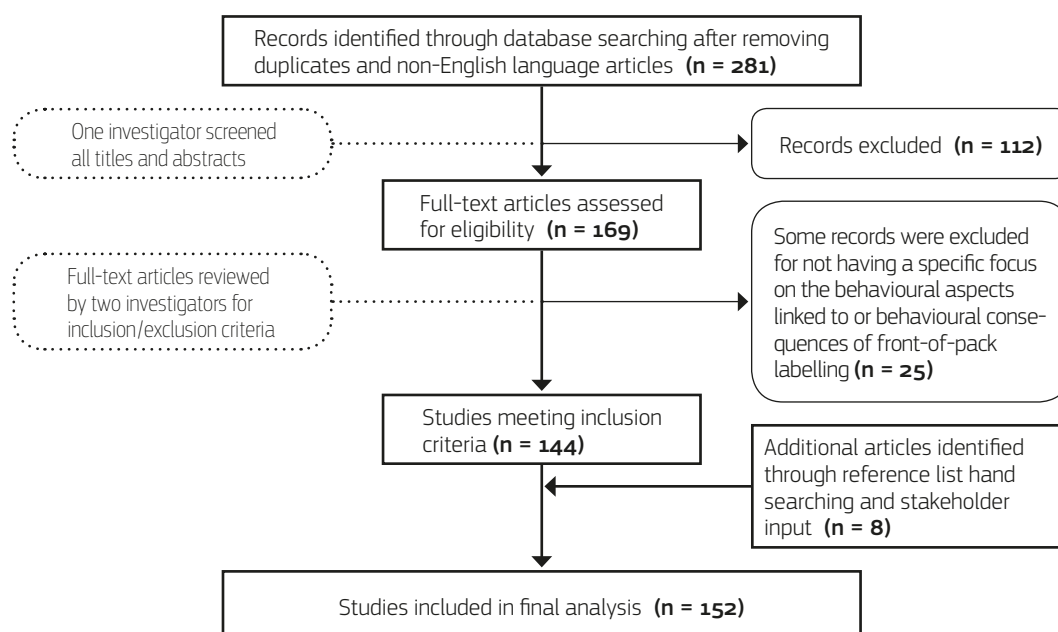 Records identified through database searching after removing
duplicates and non-English language articles (n = 281)
One investigator screened
all titles and abstracts
Records excluded (n = 112)
Full-text articles assessed
for eligibility (n = 169)
Full-text articles reviewed
by two investigators for
inclusion/exclusion criteria
Some records were excluded
for not having a specific focus
on the behavioural aspects
linked to or behavioural conse-
quences of front-of-pack
labelling (n = 25)
Studies meeting inclusion
criteria (n = 144)
Additional articles identified
through reference list hand
searching and stakeholder
input (n = 8)
Studies included in final analysis (n = 152)